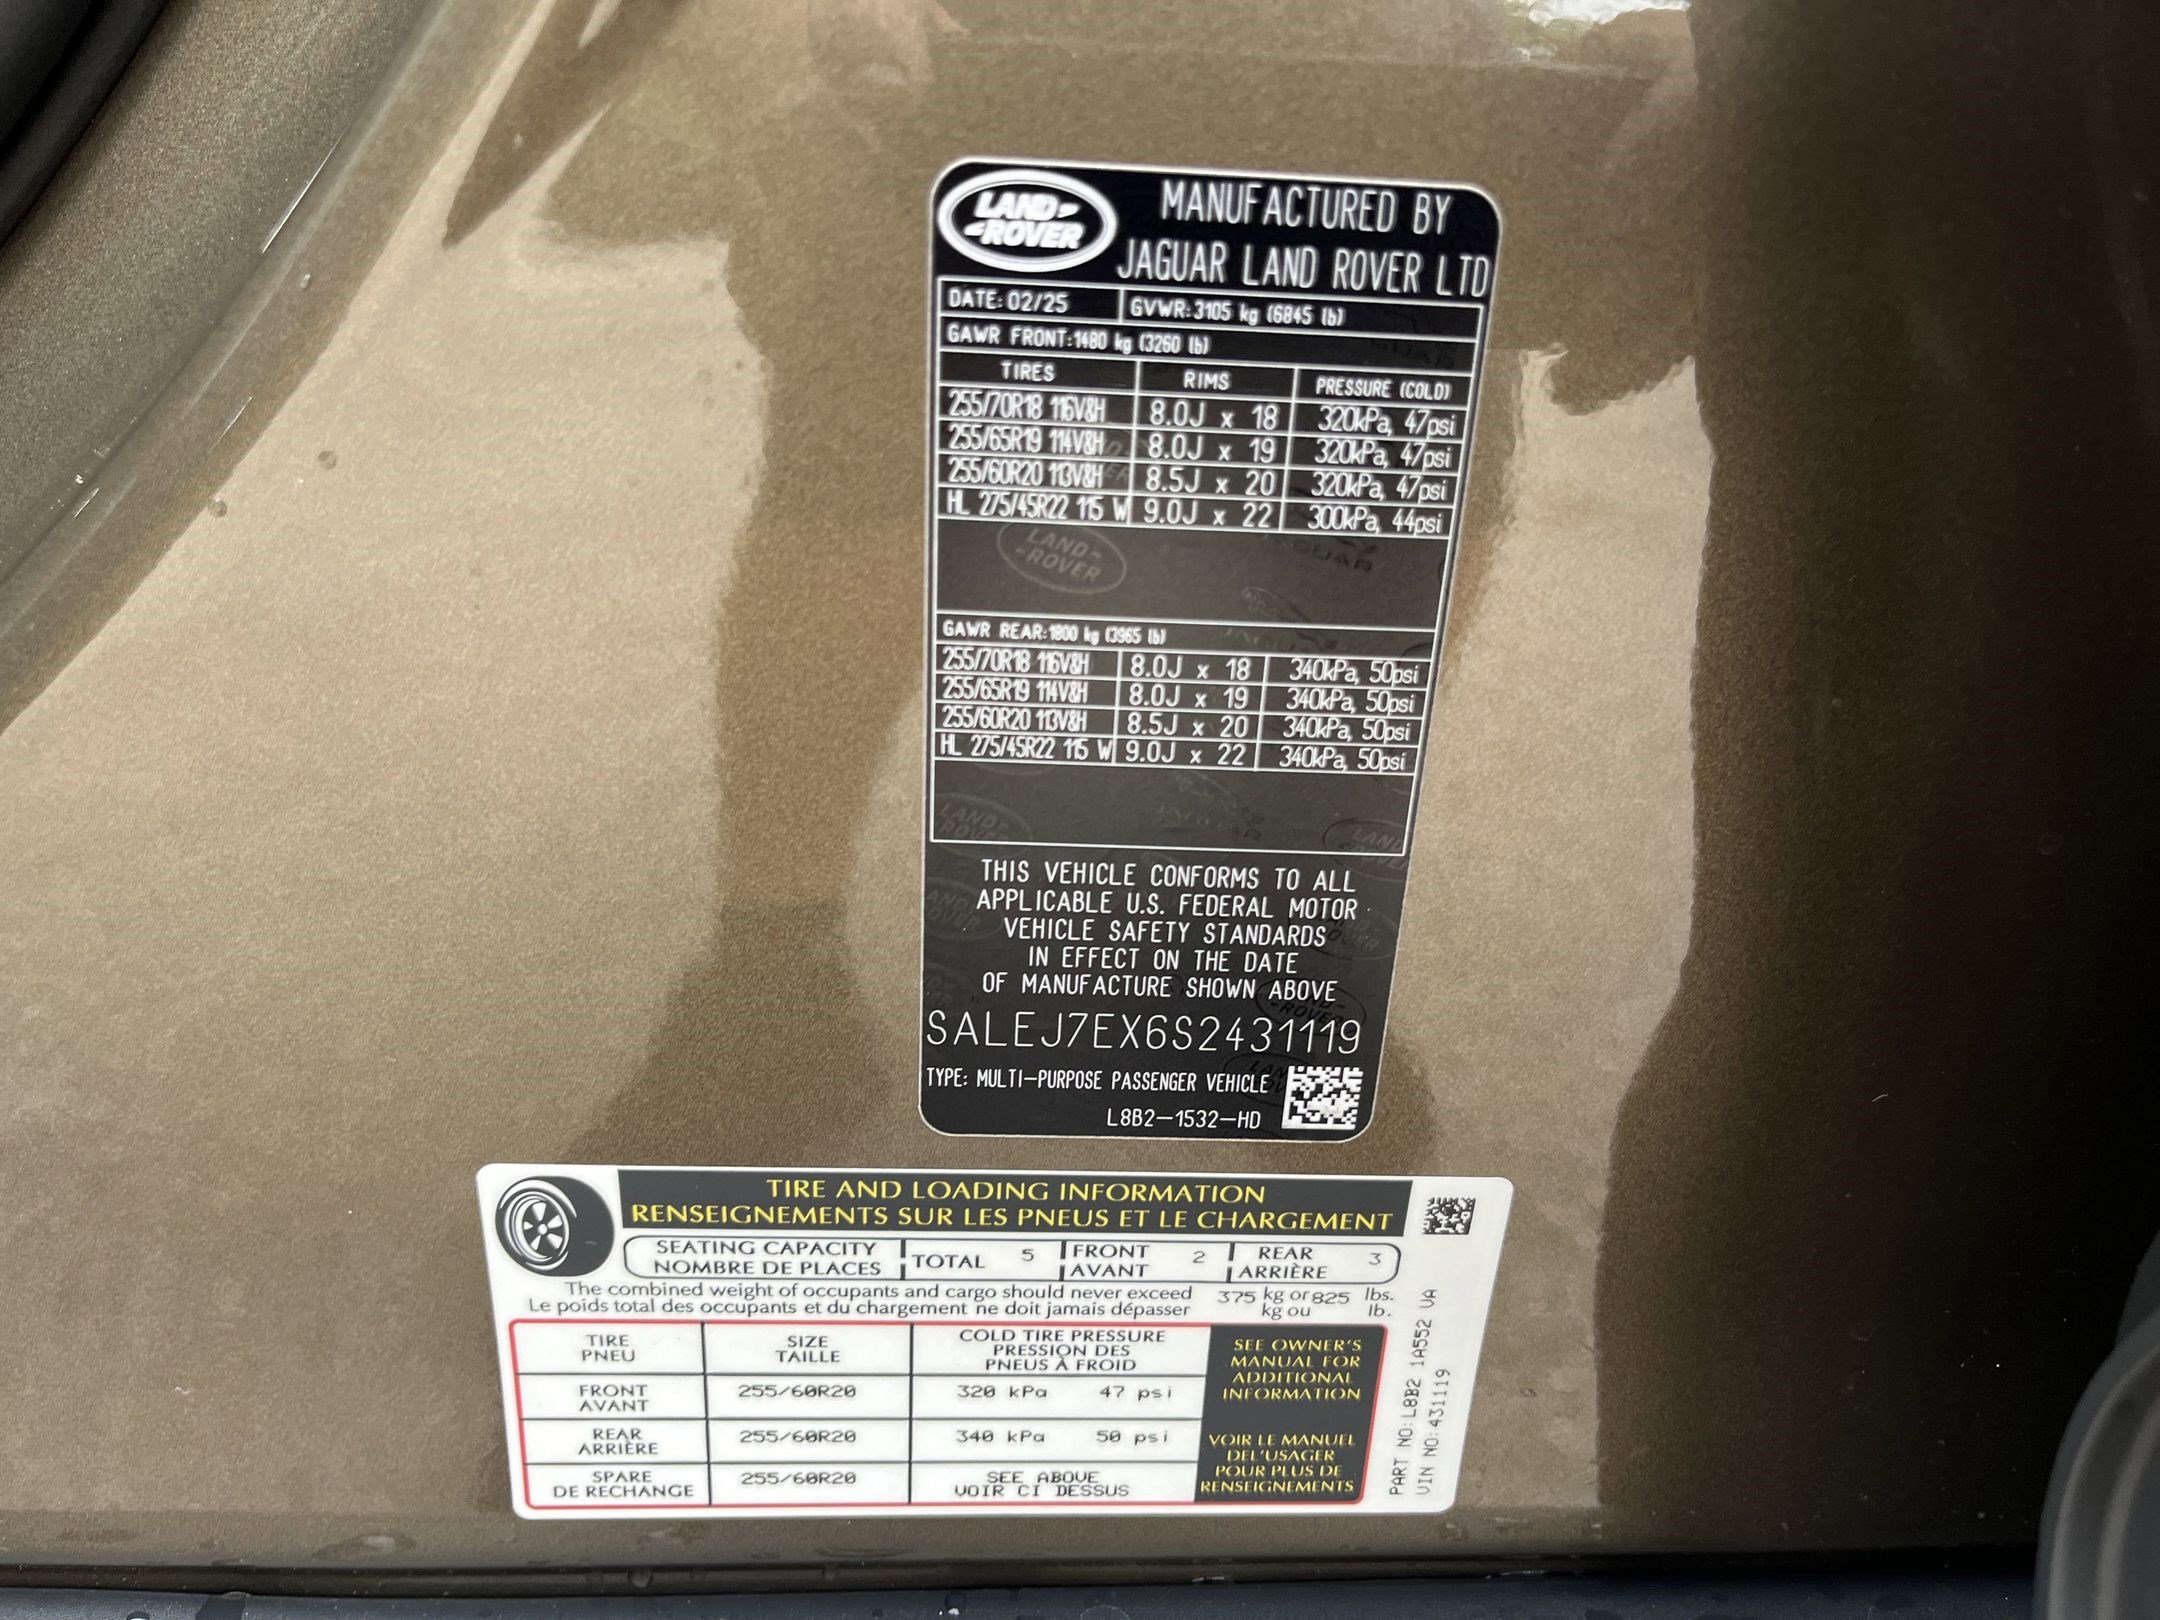 LAND-
-ROVER
MANUFACTURED BY
JAGUAR LAND ROVER LTD
DATE: 02/25 GVWR: 3105 kg (6845 lb)
GAWR FRONT: 1480 kg (3260 lb)
TIRES RIMS PRESSURE (COLD)
255/70R18 116V&H 8.0J x 18 320kPa, 47psi
255/65R19 114V&H 8.0J x 19 320kPa, 47psi
255/60R20 113V&H 8.5J x 20 320kPa, 47psi
HL 275/45R22 115 W 9.0J x 22 300kPa, 44psi
LAND-
-ROVER
JAGUAR
GAWR REAR: 1800 kg (3965 lb)
255/70R18 116V&H 8.0J x 18 340kPa, 50psi
255/65R19 114V&H 8.0J x 19 340kPa, 50psi
255/60R20 113V&H 8.5J x 20 340kPa, 50psi
HL 275/45R22 115 W 9.0J x 22 340kPa, 50psi
THIS VEHICLE CONFORMS TO ALL
APPLICABLE U.S. FEDERAL MOTOR
VEHICLE SAFETY STANDARDS
IN EFFECT ON THE DATE
OF MANUFACTURE SHOWN ABOVE
SALEJ7EX6S2431119
TYPE: MULTI-PURPOSE PASSENGER VEHICLE
L8B2-1532-HD
TIRE AND LOADING INFORMATION
RENSEIGNEMENTS SUR LES PNEUS ET LE CHARGEMENT
SEATING CAPACITY TOTAL 5 FRONT 2 REAR 3
NOMBRE DE PLACES AVANT ARRIÈRE
The combined weight of occupants and cargo should never exceed 375 kg or 825 lbs.
Le poids total des occupants et du chargement ne doit jamais dépasser kg ou lb.
TIRE SIZE COLD TIRE PRESSURE
PNEU TAILLE PRESSION DES
PNEUS À FROID
FRONT 255/60R20 320 kPa 47 psi
AVANT
REAR 255/60R20 340 kPa 50 psi
ARRIÈRE
SPARE 255/60R20 SEE ABOVE
DE RECHANGE VOIR CI DESSUS
SEE OWNER'S
MANUAL FOR
ADDITIONAL
INFORMATION
VOIR LE MANUEL
DEL'USAGER
POUR PLUS DE
RENSEIGNEMENTS
PART NO: L8B2 1A552 VA
VIN NO: 431119